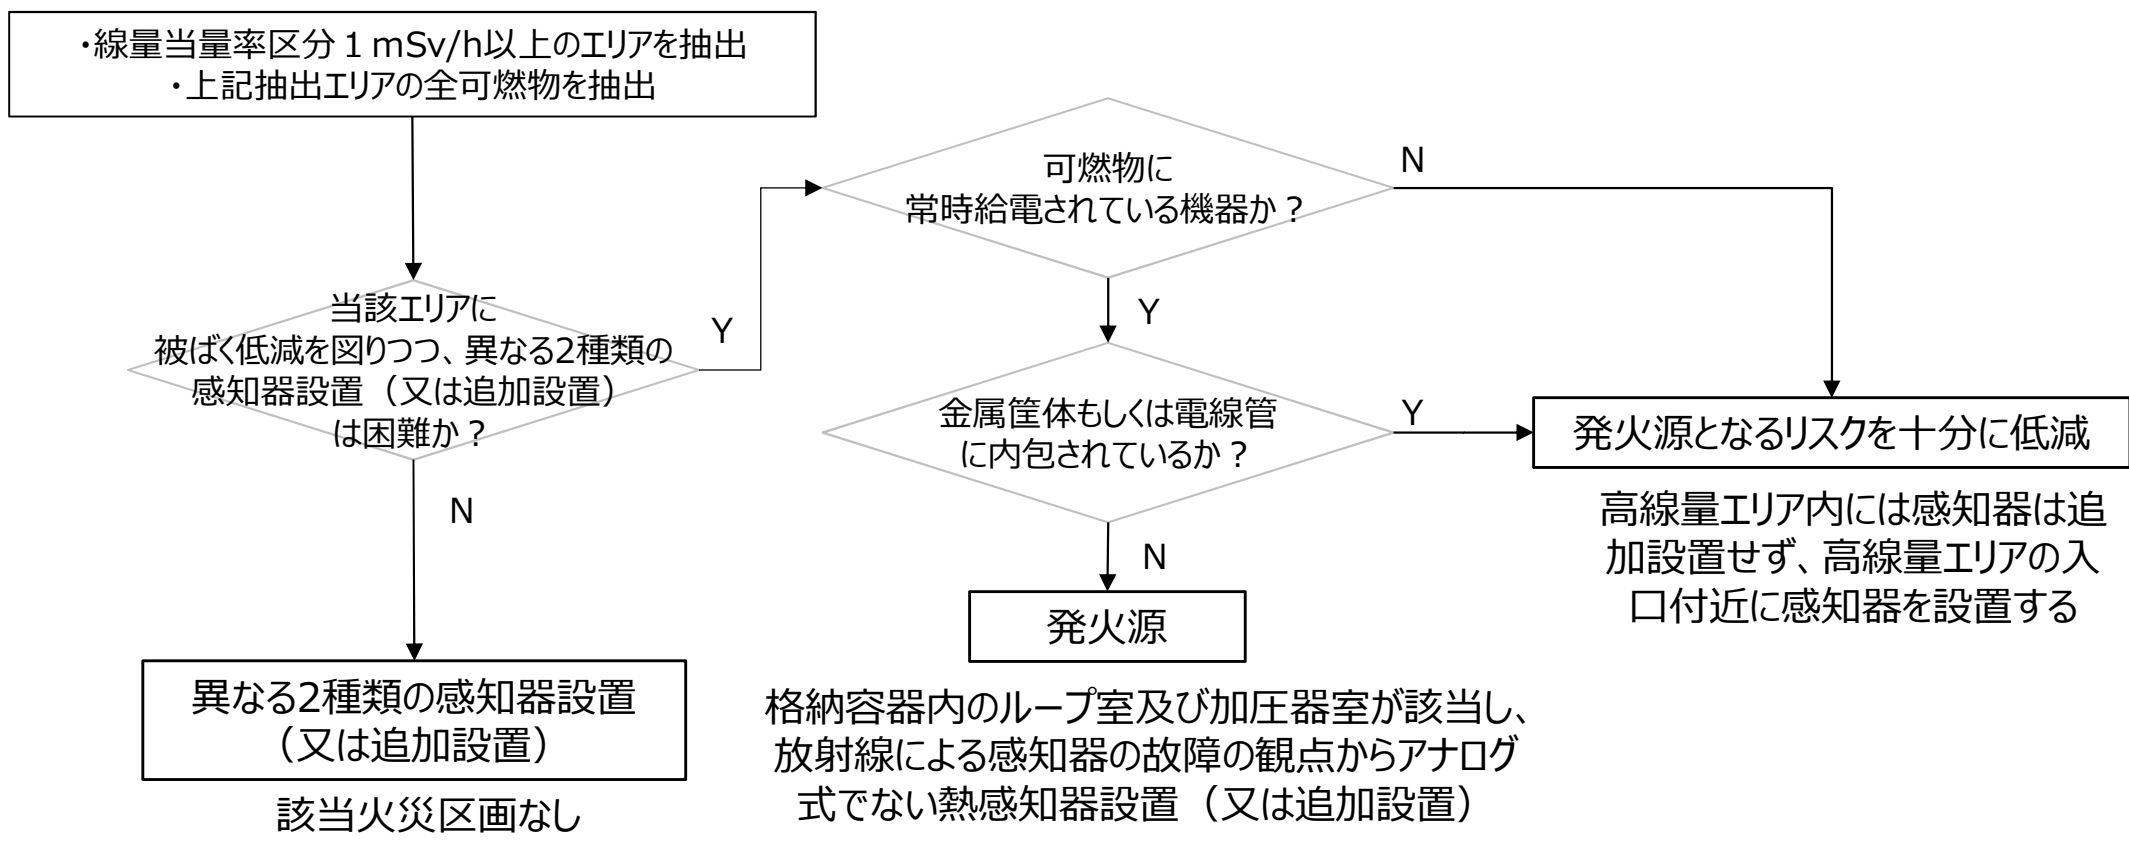 ・線量当量率区分１mSv/h以上のエリアを抽出
・上記抽出エリアの全可燃物を抽出
当該エリアに
被ばく低減を図りつつ、異なる2種類の
感知器設置（又は追加設置）
は困難か？
Y
N
異なる2種類の感知器設置
（又は追加設置）
該当火災区画なし
可燃物に
常時給電されている機器か？
N
Y
金属筐体もしくは電線管
に内包されているか？
Y
N
発火源
格納容器内のループ室及び加圧器室が該当し、
放射線による感知器の故障の観点からアナログ
式でない熱感知器設置（又は追加設置）
発火源となるリスクを十分に低減
高線量エリア内には感知器は追
加設置せず、高線量エリアの入
口付近に感知器を設置する